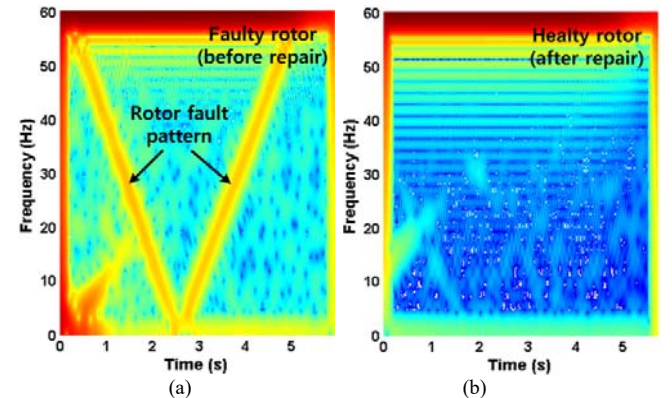 Faulty rotor
(before repair)
Rotor fault
pattern
60
50
40
30
20
10
0
Frequency (Hz)
0 1 2 3 4 5
Time (s)
(a)
Healty rotor
(after repair)
60
50
40
30
20
10
0
Frequency (Hz)
0 1 2 3 4 5
Time (s)
(b)